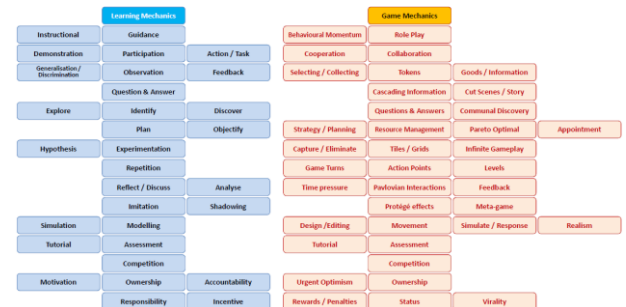 Learning Mechanics
Game Mechanics
Instructional Guidance
Behavioural Momentum Role Play
Demonstration Participation Action / Task
Cooperation Collaboration
Generalisation / Discrimination Observation Feedback
Selecting / Collecting Tokens Goods / Information
Question & Answer
Cascading Information Cut Scenes / Story
Explore Identify Discover
Questions & Answers Communal Discovery
Plan Objectify
Strategy / Planning Resource Management Pareto Optimal Appointment
Hypothesis Experimentation
Capture / Eliminate Tiles / Grids Infinite Gameplay
Repetition
Game Turns Action Points Levels
Reflect / Discuss Analyse
Time pressure Pavlovian Interactions Feedback
Imitation Shadowing
Protégé effects Meta-game
Simulation Modelling
Design /Editing Movement Simulate / Response Realism
Tutorial Assessment
Tutorial Assessment
Competition
Competition
Motivation Ownership Accountability
Urgent Optimism Ownership
Responsibility Incentive
Rewards / Penalties Status Virality